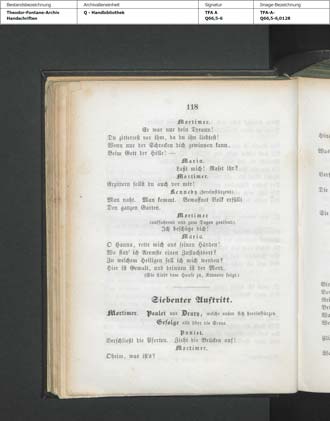 Bestandsbezeichnung
Archivalieneinheit
Signatur
Image-Bezeichnung
Theodor-Fontane-Archiv
Handschriften
Q - Handbibliothek
TFA A
Q66,5-6
TFA-A-
Q66,5-6,0128
118
Mortimer.
Er war nur dein Tyrann!
Du zittertest vor ihm, da du ihn liebtest!
Wenn nur der Schrecken dich gewinnen kann,
Beim Gott der Hölle! —
Maria.
Laßt mich! Raset ihr?
Mortimer.
Erzittern sollst du auch vor mir!
Kennedy (hereinstürzend).
Man naht. Man kommt. Bewaffnet Volk erfüllt
Den ganzen Garten.
Mortimer
(auffahrend und zum Degen greifend):
Ich beschütze dich!
Maria.
O Hanna, rette mich aus seinen Händen!
Wo find' ich Aermste einen Zufluchtsort?
Zu welchem Heiligen soll ich mich wenden?
Hier ist Gewalt, und drinnen ist der Mord.
(Sie flieht dem Hause zu, Kennedy folgt.)
Siebenter Auftritt.
Mortimer. Paulet und Drury, welche außer sich hereinstürzen.
Gefolge eilt über die Scene.
Paulet.
Verschließt die Pforten. Zieht die Brücken auf!
Mortimer.
Oheim, was ist's?